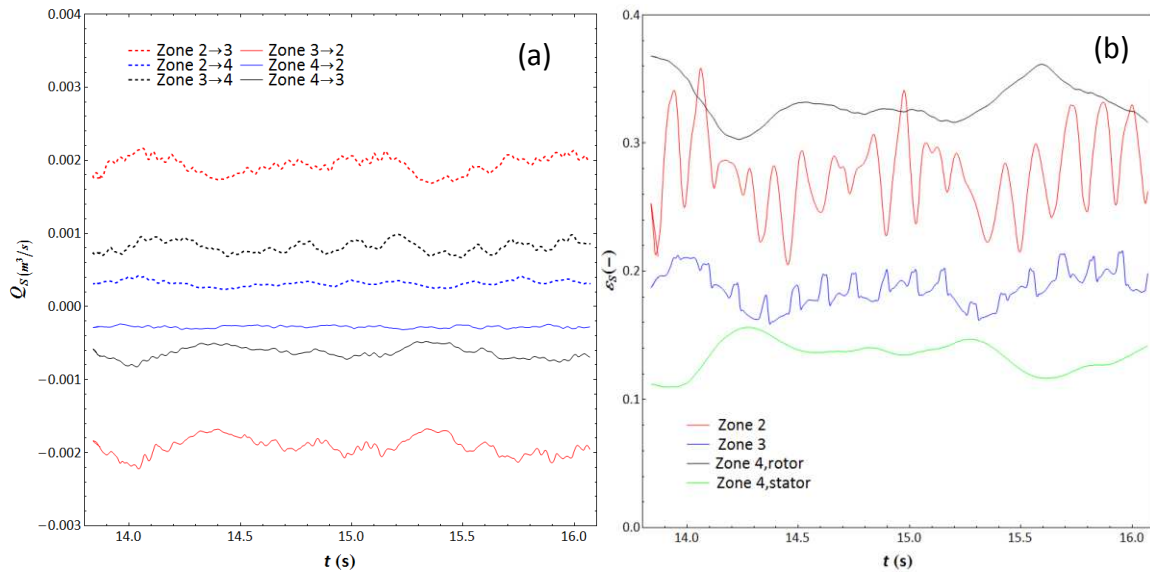 (a)
0.004
0.003
0.002
0.001
0.000
−0.001
−0.002
−0.003
Q_S(m³/s)
Zone 2→3 Zone 3→2
Zone 2→4 Zone 4→2
Zone 3→4 Zone 4→3
14.0 14.5 15.0 15.5 16.0
t (s)
(b)
0.4
0.3
0.2
0.1
0.0
ε_S(−)
Zone 2
Zone 3
Zone 4,rotor
Zone 4,stator
14.0 14.5 15.0 15.5 16.0
t (s)